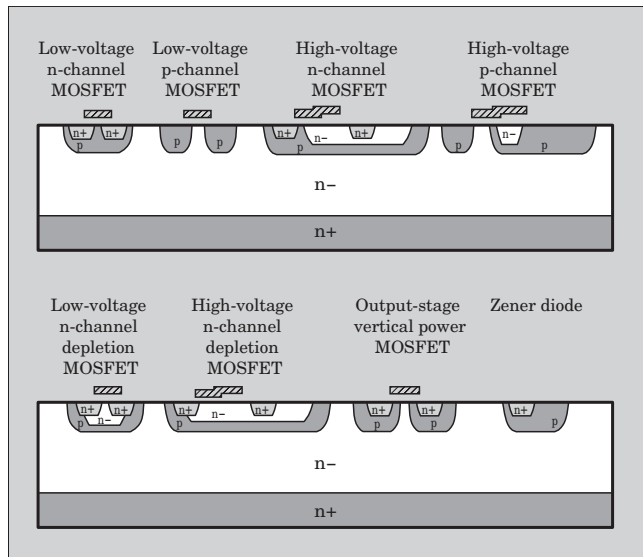 Low-voltage
n-channel
MOSFET
Low-voltage
p-channel
MOSFET
High-voltage
n-channel
MOSFET
High-voltage
p-channel
MOSFET
n+ n+
p
p p
n+ n− n+
p
p
n−
p
n−
n+
Low-voltage
n-channel
depletion
MOSFET
High-voltage
n-channel
depletion
MOSFET
Output-stage
vertical power
MOSFET
Zener diode
n+ n+
p n−
n+ n− n+
p
n+ n+
p p
n+
p
n−
n+